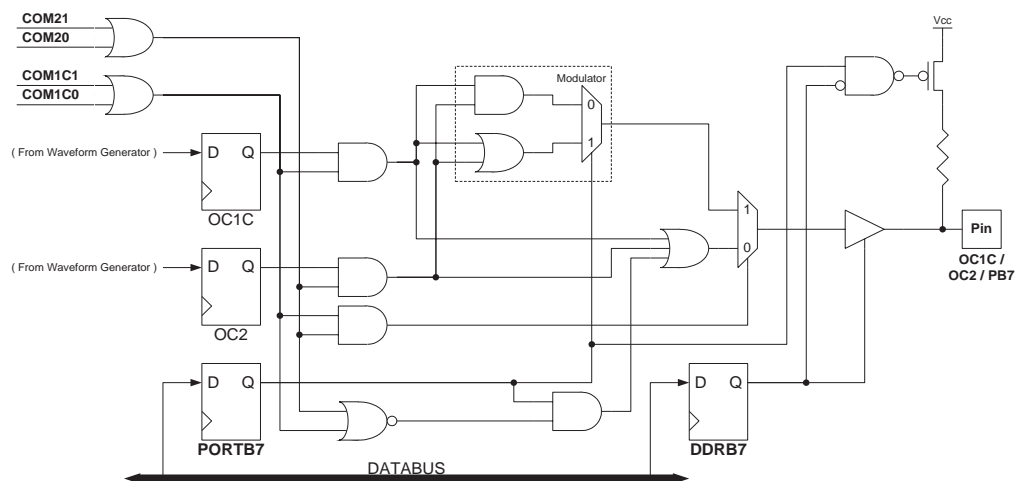 COM21
COM20
Vcc
COM1C1
COM1C0
Modulator
0
1
( From Waveform Generator )
D Q
OC1C
1
0
Pin
OC1C /
OC2 / PB7
( From Waveform Generator )
D Q
OC2
D Q
PORTB7
D Q
DDRB7
DATABUS